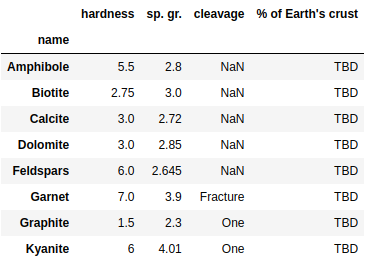 hardness sp. gr. cleavage % of Earth's crust
name
Amphibole 5.5 2.8 NaN TBD
Biotite 2.75 3.0 NaN TBD
Calcite 3.0 2.72 NaN TBD
Dolomite 3.0 2.85 NaN TBD
Feldspars 6.0 2.645 NaN TBD
Garnet 7.0 3.9 Fracture TBD
Graphite 1.5 2.3 One TBD
Kyanite 6 4.01 One TBD